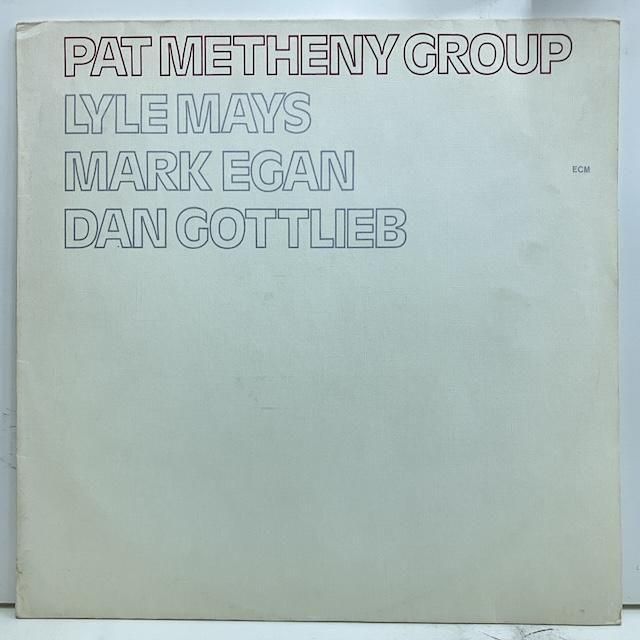 PAT METHENY GROUP
LYLE MAYS
MARK EGAN
ECM
DAN GOTTLIEB